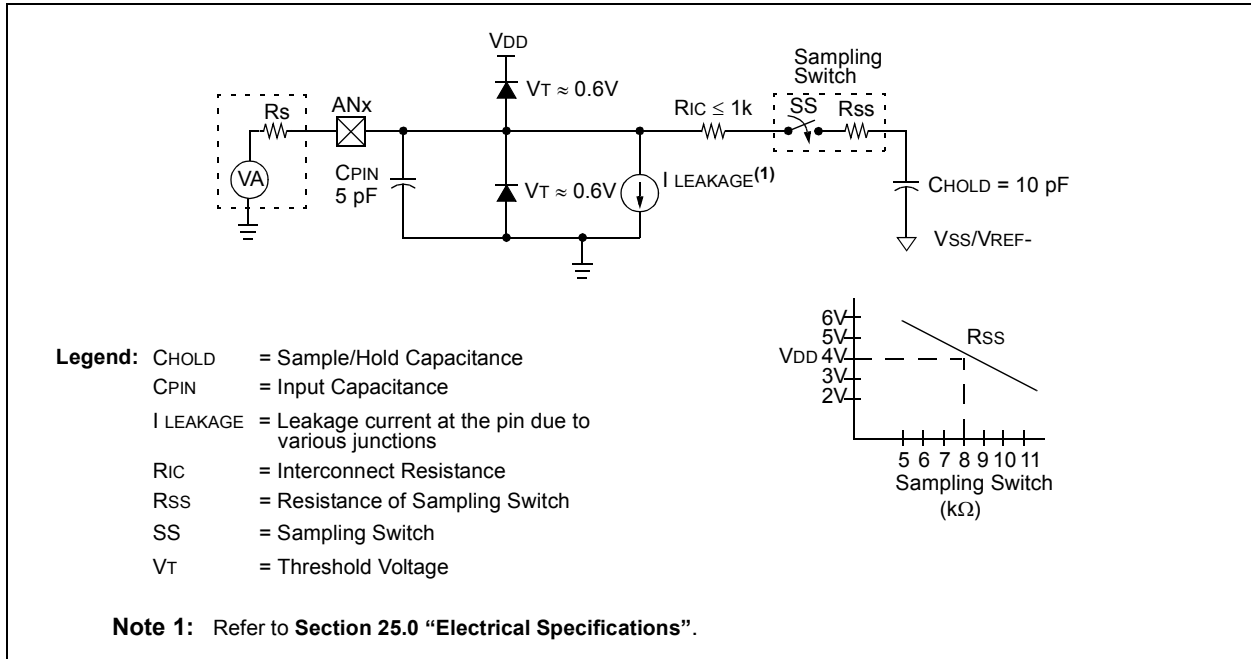 VDD
Sampling
Switch
VT ≈ 0.6V
Rs
ANx
RIC ≤ 1k
SS
Rss
VA
CPIN
5 pF
VT ≈ 0.6V
I LEAKAGE(1)
CHOLD = 10 pF
VSS/VREF-
6V
5V
VDD 4V
3V
2V
RSS
5 6 7 8 9 10 11
Sampling Switch
(kΩ)
Legend: CHOLD = Sample/Hold Capacitance
CPIN = Input Capacitance
I LEAKAGE = Leakage current at the pin due to
various junctions
RIC = Interconnect Resistance
RSS = Resistance of Sampling Switch
SS = Sampling Switch
VT = Threshold Voltage
Note 1: Refer to Section 25.0 “Electrical Specifications”.